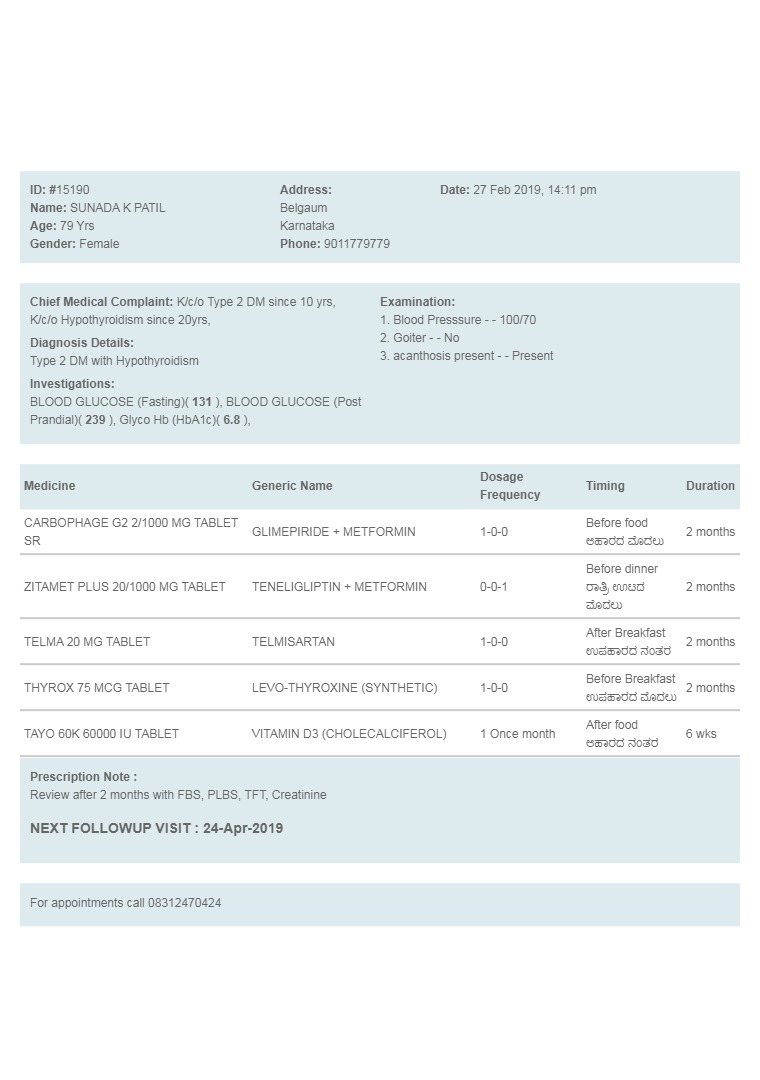 ID: #15190
Name: SUNADA K PATIL
Age: 79 Yrs
Gender: Female
Address:
Belgaum
Karnataka
Phone: 9011779779
Date: 27 Feb 2019, 14:11 pm
Chief Medical Complaint: K/c/o Type 2 DM since 10 yrs,
K/c/o Hypothyroidism since 20yrs,
Diagnosis Details:
Type 2 DM with Hypothyroidism
Investigations:
BLOOD GLUCOSE (Fasting)( 131 ), BLOOD GLUCOSE (Post
Prandial)( 239 ), Glyco Hb (HbA1c)( 6.8 ),
Examination:
1. Blood Presssure - - 100/70
2. Goiter - - No
3. acanthosis present - - Present
Medicine Generic Name Dosage Frequency Timing Duration
CARBOPHAGE G2 2/1000 MG TABLET
SR
GLIMEPIRIDE + METFORMIN
1-0-0
Before food
ಆಹಾರದ ಮೊದಲು
2 months
ZITAMET PLUS 20/1000 MG TABLET
TENELIGLIPTIN + METFORMIN
0-0-1
Before dinner
ರಾತ್ರಿ ಊಟದ
ಮೊದಲು
2 months
TELMA 20 MG TABLET
TELMISARTAN
1-0-0
After Breakfast
ಉಪಹಾರದ ನಂತರ
2 months
THYROX 75 MCG TABLET
LEVO-THYROXINE (SYNTHETIC)
1-0-0
Before Breakfast
ಉಪಹಾರದ ಮೊದಲು
2 months
TAYO 60K 60000 IU TABLET
VITAMIN D3 (CHOLECALCIFEROL)
1 Once month
After food
ಆಹಾರದ ನಂತರ
6 wks
Prescription Note :
Review after 2 months with FBS, PLBS, TFT, Creatinine
NEXT FOLLOWUP VISIT : 24-Apr-2019
For appointments call 08312470424